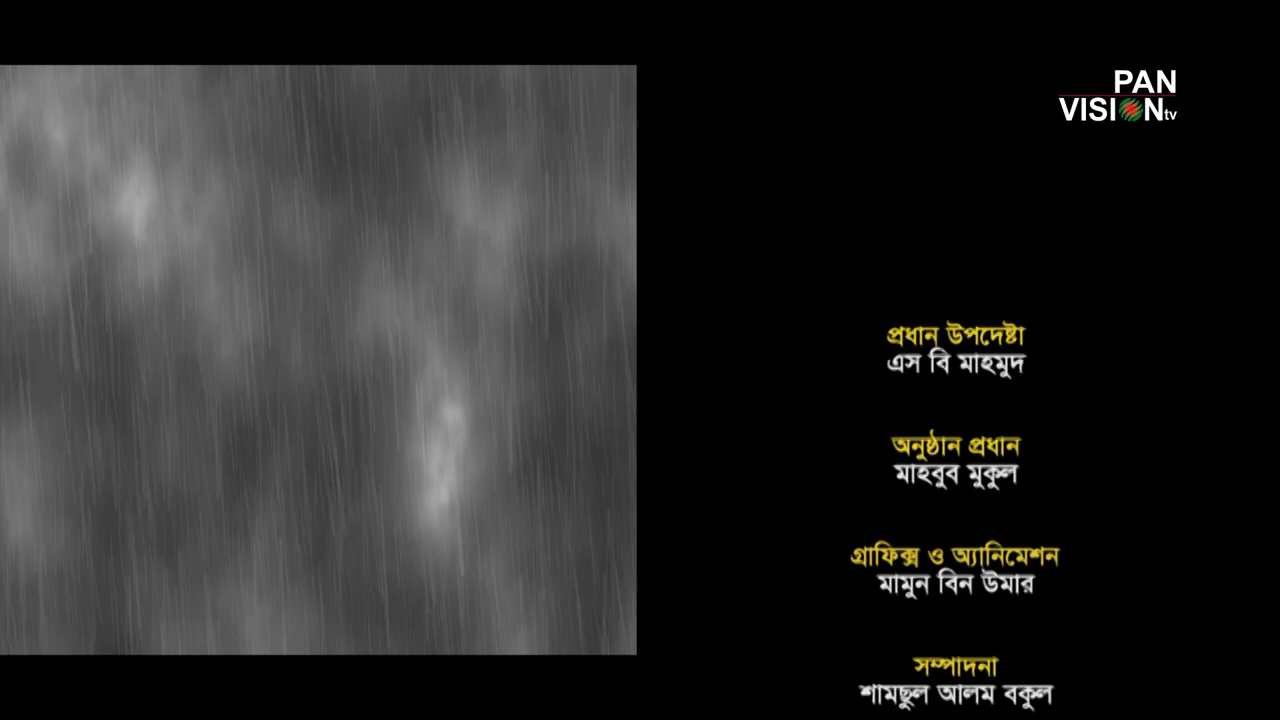 PAN
VISION tv
প্রধান উপদেষ্টা
এস বি মাহমুদ
অনুষ্ঠান প্রধান
মাহবুব মুকুল
গ্রাফিক্স ও অ্যানিমেশন
মামুন বিন উমার
সম্পাদনা
শামছুল আলম বকুল